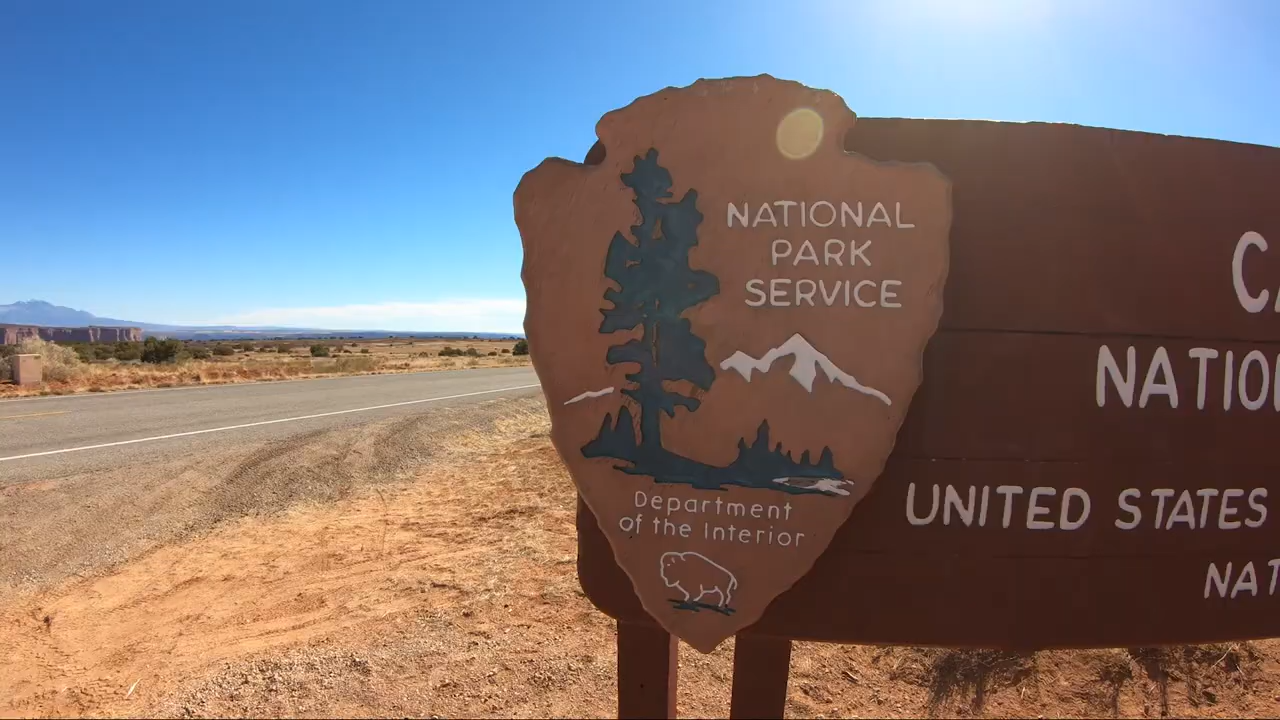 NATIONAL
PARK
SERVICE
Department
of the Interior
NATIO
UNITED STATES
NAT